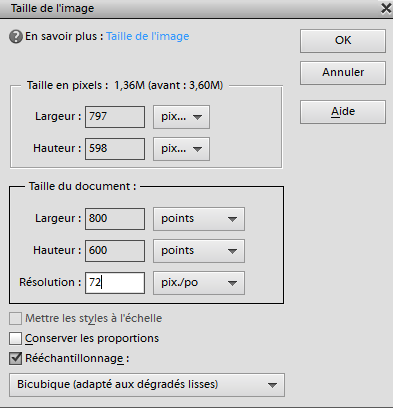 Taille de l'image
En savoir plus : Taille de l'image
OK
Annuler
Aide
Taille en pixels : 1,36M (avant : 3,60M)
Largeur : 797 pix...
Hauteur : 598 pix...
Taille du document :
Largeur : 800 points
Hauteur : 600 points
Résolution : 72 pix./po
Mettre les styles à l'échelle
Conserver les proportions
Rééchantillonnage :
Bicubique (adapté aux dégradés lisses)